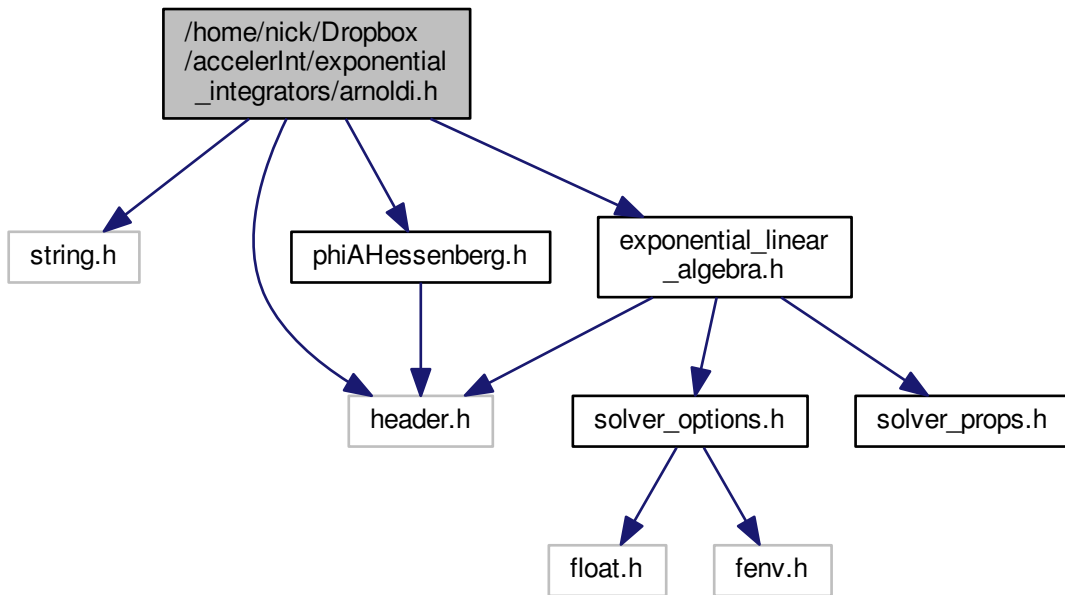 /home/nick/Dropbox
/accelerInt/exponential
_integrators/arnoldi.h
string.h
phiAHessenberg.h
exponential_linear
_algebra.h
header.h
solver_options.h
solver_props.h
float.h
fenv.h